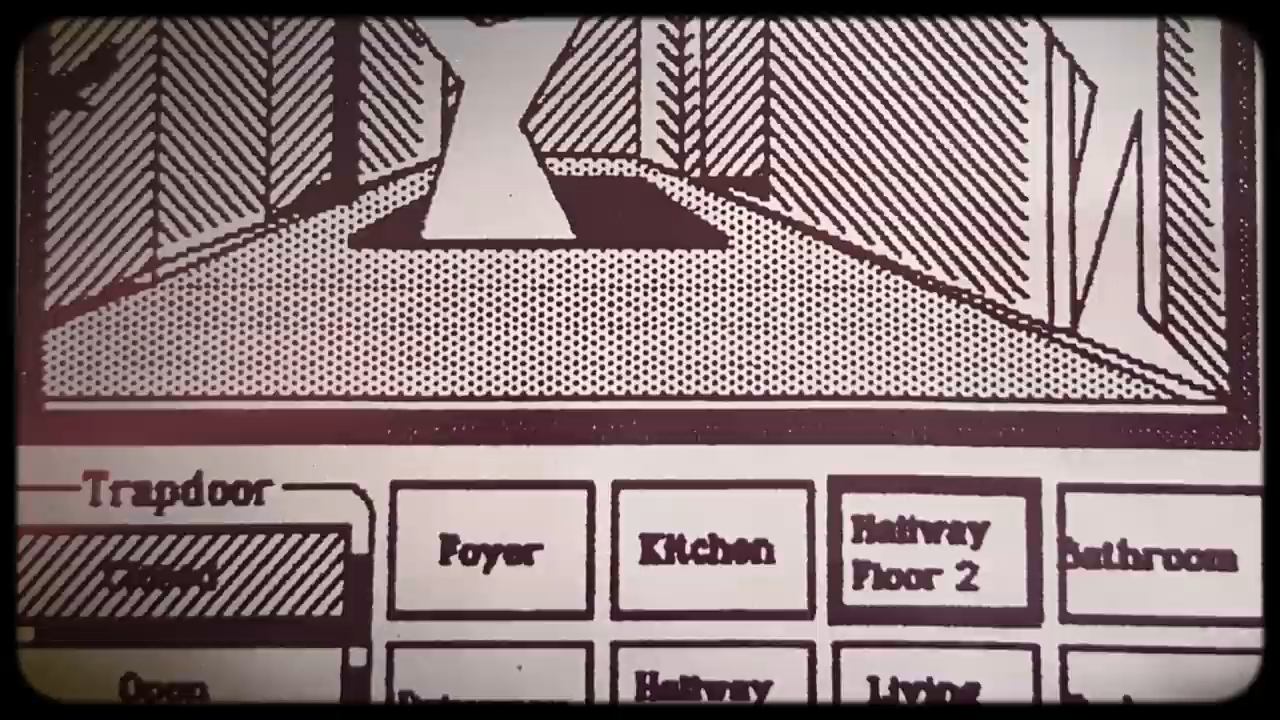 Trapdoor
Closed
Open
Foyer
Kitchen
Hallway
Floor 2
Bathroom
Hallway
Living